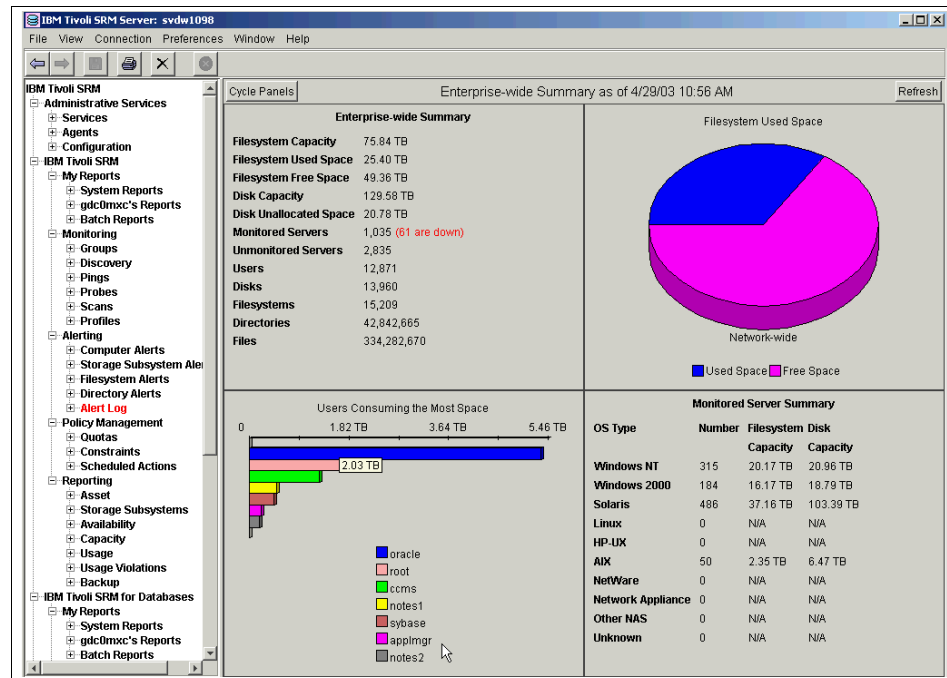 IBM Tivoli SRM Server: svdw1098
File View Connection Preferences Window Help
IBM Tivoli SRM
Administrative Services
Services
Agents
Configuration
IBM Tivoli SRM
My Reports
System Reports
gdc0mxc's Reports
Batch Reports
Monitoring
Groups
Discovery
Pings
Probes
Scans
Profiles
Alerting
Computer Alerts
Storage Subsystem Aler
Filesystem Alerts
Directory Alerts
Alert Log
Policy Management
Quotas
Constraints
Scheduled Actions
Reporting
Asset
Storage Subsystems
Availability
Capacity
Usage
Usage Violations
Backup
IBM Tivoli SRM for Databases
My Reports
System Reports
gdc0mxc's Reports
Batch Reports
Cycle Panels Enterprise-wide Summary as of 4/29/03 10:56 AM Refresh
Enterprise-wide Summary
Filesystem Capacity 75.84 TB
Filesystem Used Space 25.40 TB
Filesystem Free Space 49.36 TB
Disk Capacity 129.58 TB
Disk Unallocated Space 20.78 TB
Monitored Servers 1,035 (61 are down)
Unmonitored Servers 2,835
Users 12,871
Disks 13,960
Filesystems 15,209
Directories 42,842,665
Files 334,282,670
Filesystem Used Space
Network-wide
Used Space Free Space
Users Consuming the Most Space
0 1.82 TB 3.64 TB 5.46 TB
2.03 TB
oracle
root
ccms
notes1
sybase
applmgr
notes2
Monitored Server Summary
OS Type Number Filesystem Disk
Capacity Capacity
Windows NT 315 20.17 TB 20.96 TB
Windows 2000 184 16.17 TB 18.79 TB
Solaris 486 37.16 TB 103.39 TB
Linux 0 N/A N/A
HP-UX 0 N/A N/A
AIX 50 2.35 TB 6.47 TB
NetWare 0 N/A N/A
Network Appliance 0 N/A N/A
Other NAS 0 N/A N/A
Unknown 0 N/A N/A